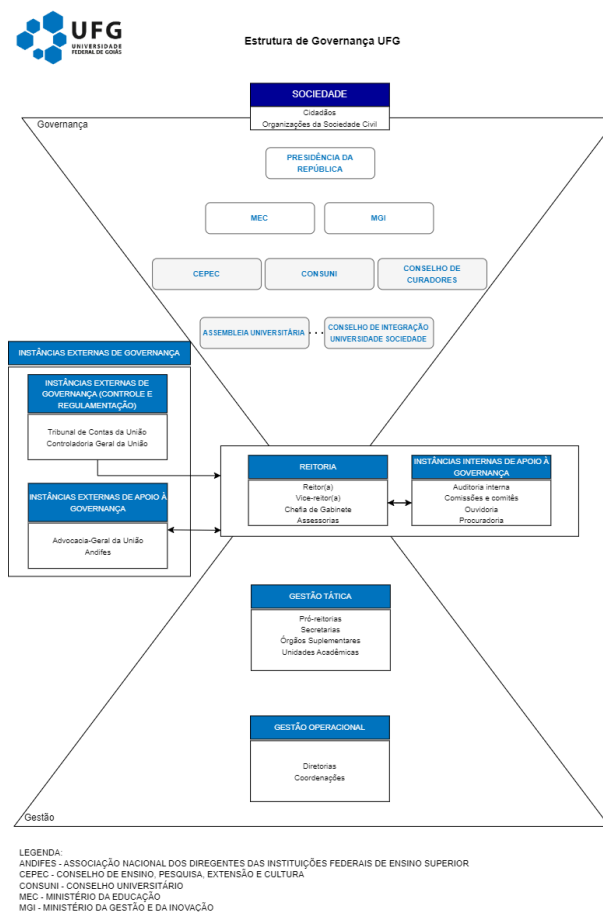 UFG
UNIVERSIDADE
FEDERAL DE GOIÁS
Estrutura de Governança UFG
SOCIEDADE
Cidadãos
Organizações da Sociedade Civil
Governança
PRESIDÊNCIA DA
REPÚBLICA
MEC
MGI
CEPEC
CONSUNI
CONSELHO DE
CURADORES
ASSEMBLEIA UNIVERSITÁRIA
CONSELHO DE INTEGRAÇÃO
UNIVERSIDADE SOCIEDADE
INSTÂNCIAS EXTERNAS DE GOVERNANÇA
INSTÂNCIAS EXTERNAS DE
GOVERNANÇA (CONTROLE E
REGULAMENTAÇÃO)
Tribunal de Contas da União
Controladoria Geral da União
INSTÂNCIAS EXTERNAS DE APOIO À
GOVERNANÇA
Advocacia-Geral da União
Andifes
REITORIA
Reitor(a)
Vice-reitor(a)
Chefia de Gabinete
Assessorias
INSTÂNCIAS INTERNAS DE APOIO À
GOVERNANÇA
Auditoria interna
Comissões e comitês
Ouvidoria
Procuradoria
GESTÃO TÁTICA
Pró-reitorias
Secretarias
Órgãos Suplementares
Unidades Acadêmicas
GESTÃO OPERACIONAL
Diretorias
Coordenações
Gestão
LEGENDA:
ANDIFES - ASSOCIAÇÃO NACIONAL DOS DIREGENTES DAS INSTITUIÇÕES FEDERAIS DE ENSINO SUPERIOR
CEPEC - CONSELHO DE ENSINO, PESQUISA, EXTENSÃO E CULTURA
CONSUNI - CONSELHO UNIVERSITÁRIO
MEC - MINISTÉRIO DA EDUCAÇÃO
MGI - MINISTÉRIO DA GESTÃO E DA INOVAÇÃO